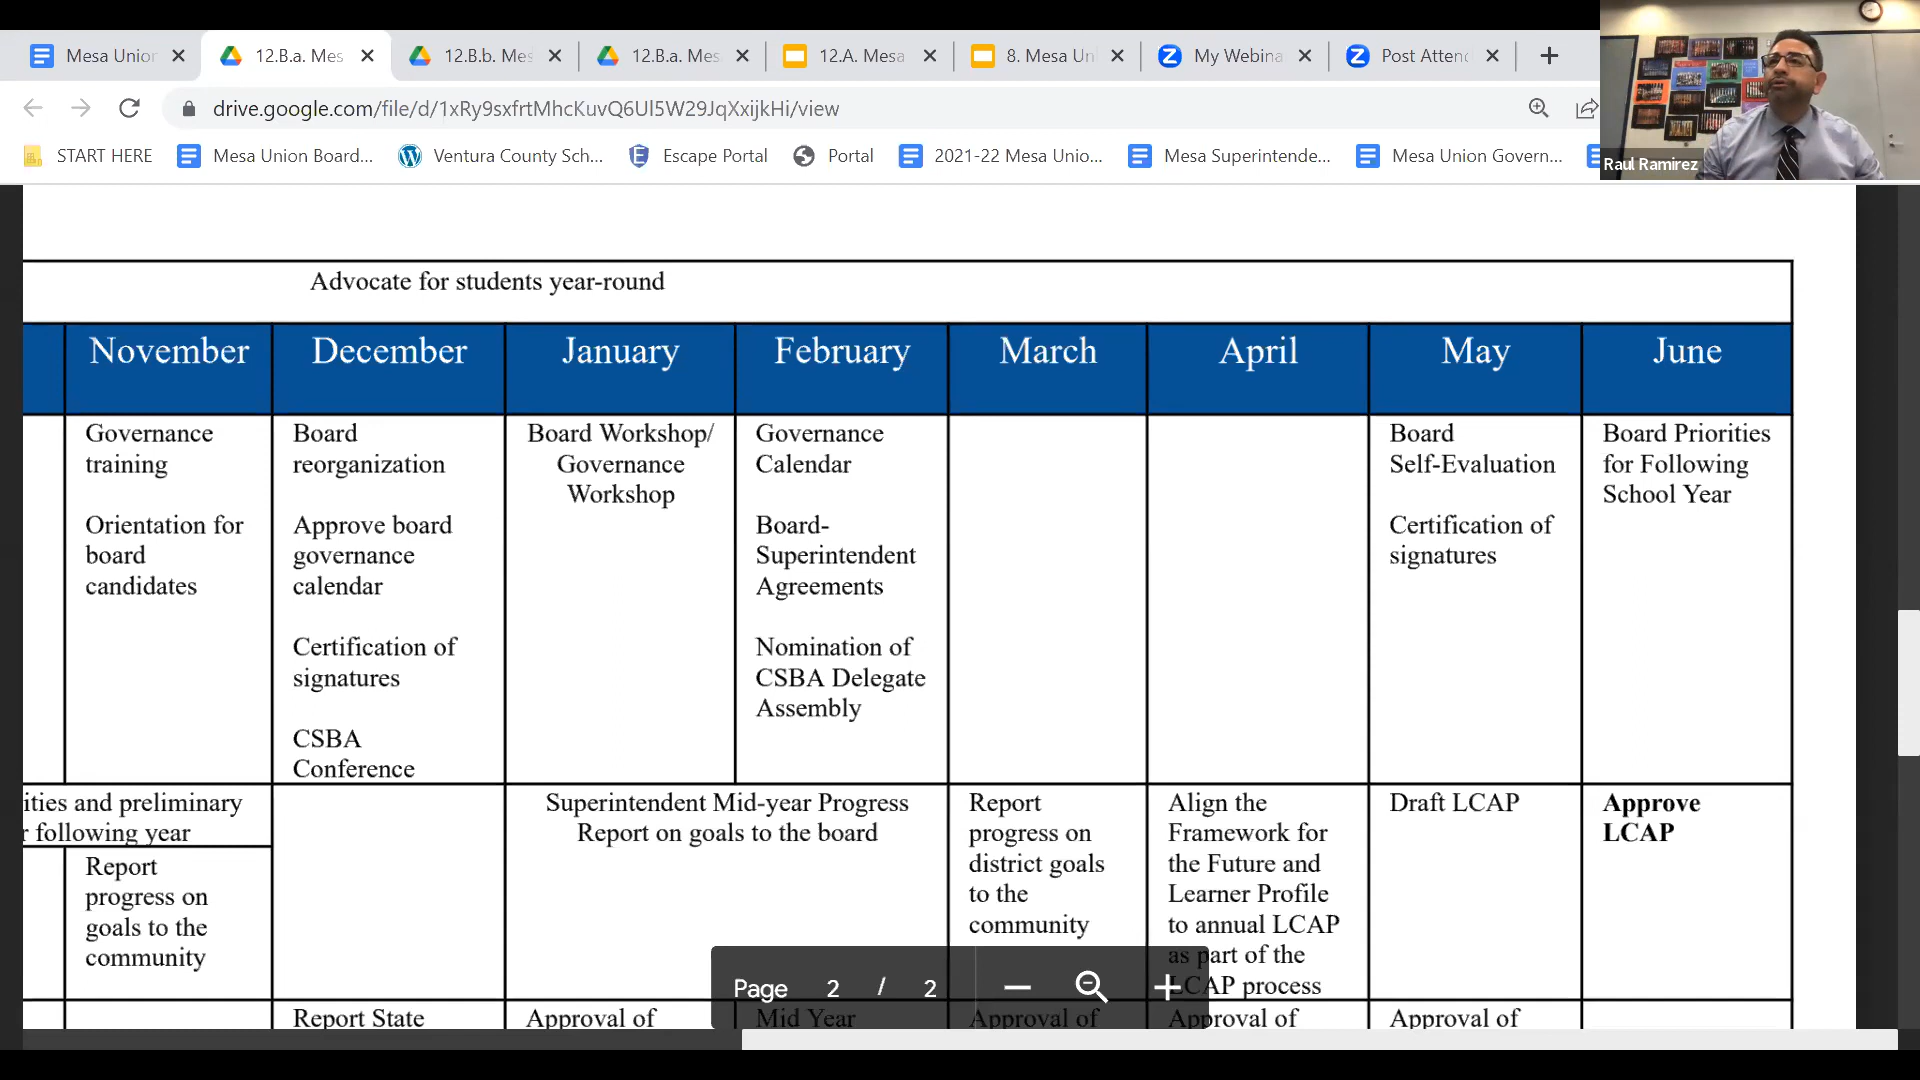 Mesa Union
12.B.a. Mes
12.B.b. Mes
12.B.a. Mes
12.A. Mesa
8. Mesa Uni
My Webina
Post Attend
drive.google.com/file/d/1xRy9sxfrtMhcKuvQ6Ul5W29JqXxijkHi/view
START HERE
Mesa Union Board...
Ventura County Sch...
Escape Portal
Portal
2021-22 Mesa Unio...
Mesa Superintende...
Mesa Union Govern...
Raul Ramirez
Advocate for students year-round
November
December
January
February
March
April
May
June
Governance
training
Orientation for
board
candidates
Board
reorganization
Approve board
governance
calendar
Certification of
signatures
CSBA
Conference
Board Workshop/
Governance
Workshop
Governance
Calendar
Board-
Superintendent
Agreements
Nomination of
CSBA Delegate
Assembly
Board
Self-Evaluation
Certification of
signatures
Board Priorities
for Following
School Year
ities and preliminary
r following year
Report
progress on
goals to the
community
Superintendent Mid-year Progress
Report on goals to the board
Report
progress on
district goals
to the
community
Align the
Framework for
the Future and
Learner Profile
to annual LCAP
as part of the
LCAP process
Draft LCAP
Approve
LCAP
Report State
Approval of
Mid Year
Approval of
Approval of
Approval of
Page 2 / 2